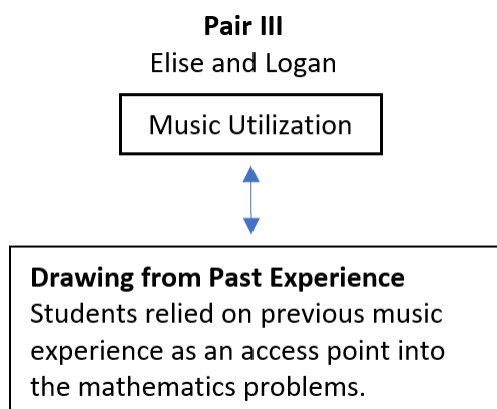 Pair III
Elise and Logan
Music Utilization
Drawing from Past Experience
Students relied on previous music
experience as an access point into
the mathematics problems.